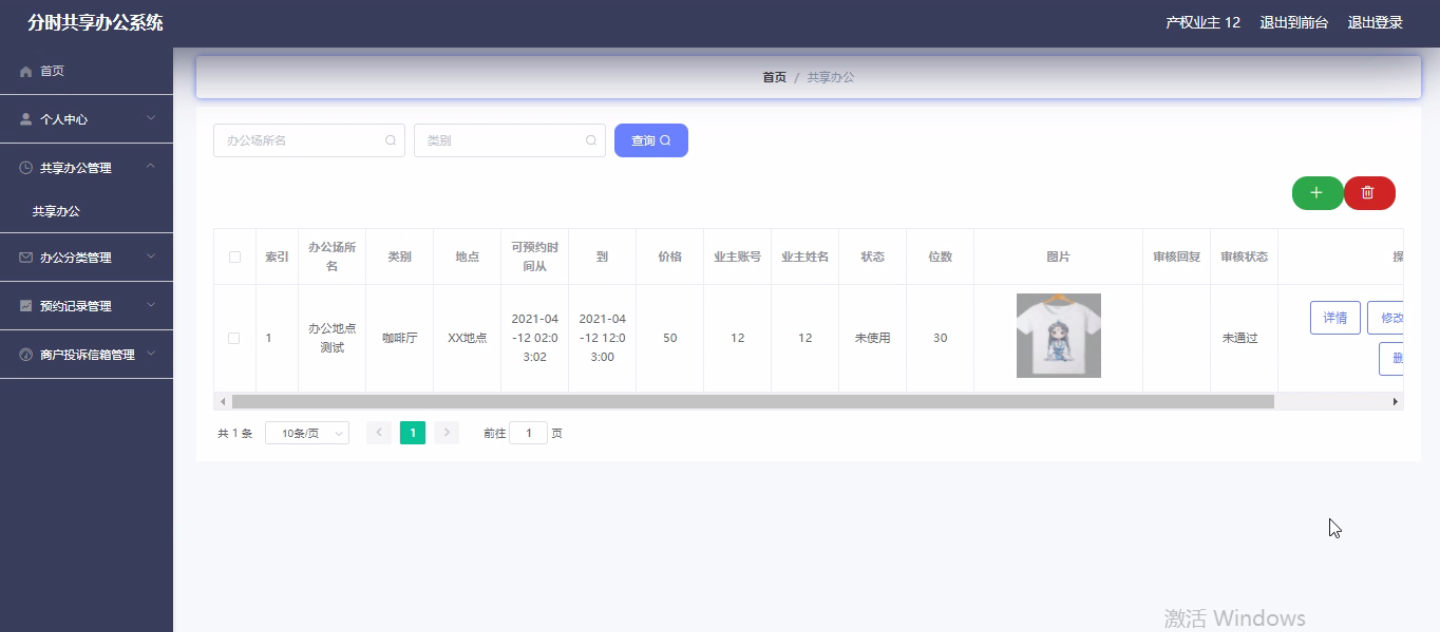 分时共享办公系统
产权业主 12 退出到前台 退出登录
首页
个人中心
共享办公管理
共享办公
办公分类管理
预约记录管理
商户投诉信箱管理
首页 / 共享办公
办公场所名
类别
查询
索引
办公场所
名
类别
地点
可预约时
间从
到
价格
业主账号
业主姓名
状态
位数
图片
审核回复
审核状态
1
办公地点
测试
咖啡厅
XX地点
2021-04
-12 02:0
3:02
2021-04
-12 12:0
3:00
50
12
12
未使用
30
未通过
详情
修改
共 1 条
10条/页
1
前往 1 页
激活 Windows